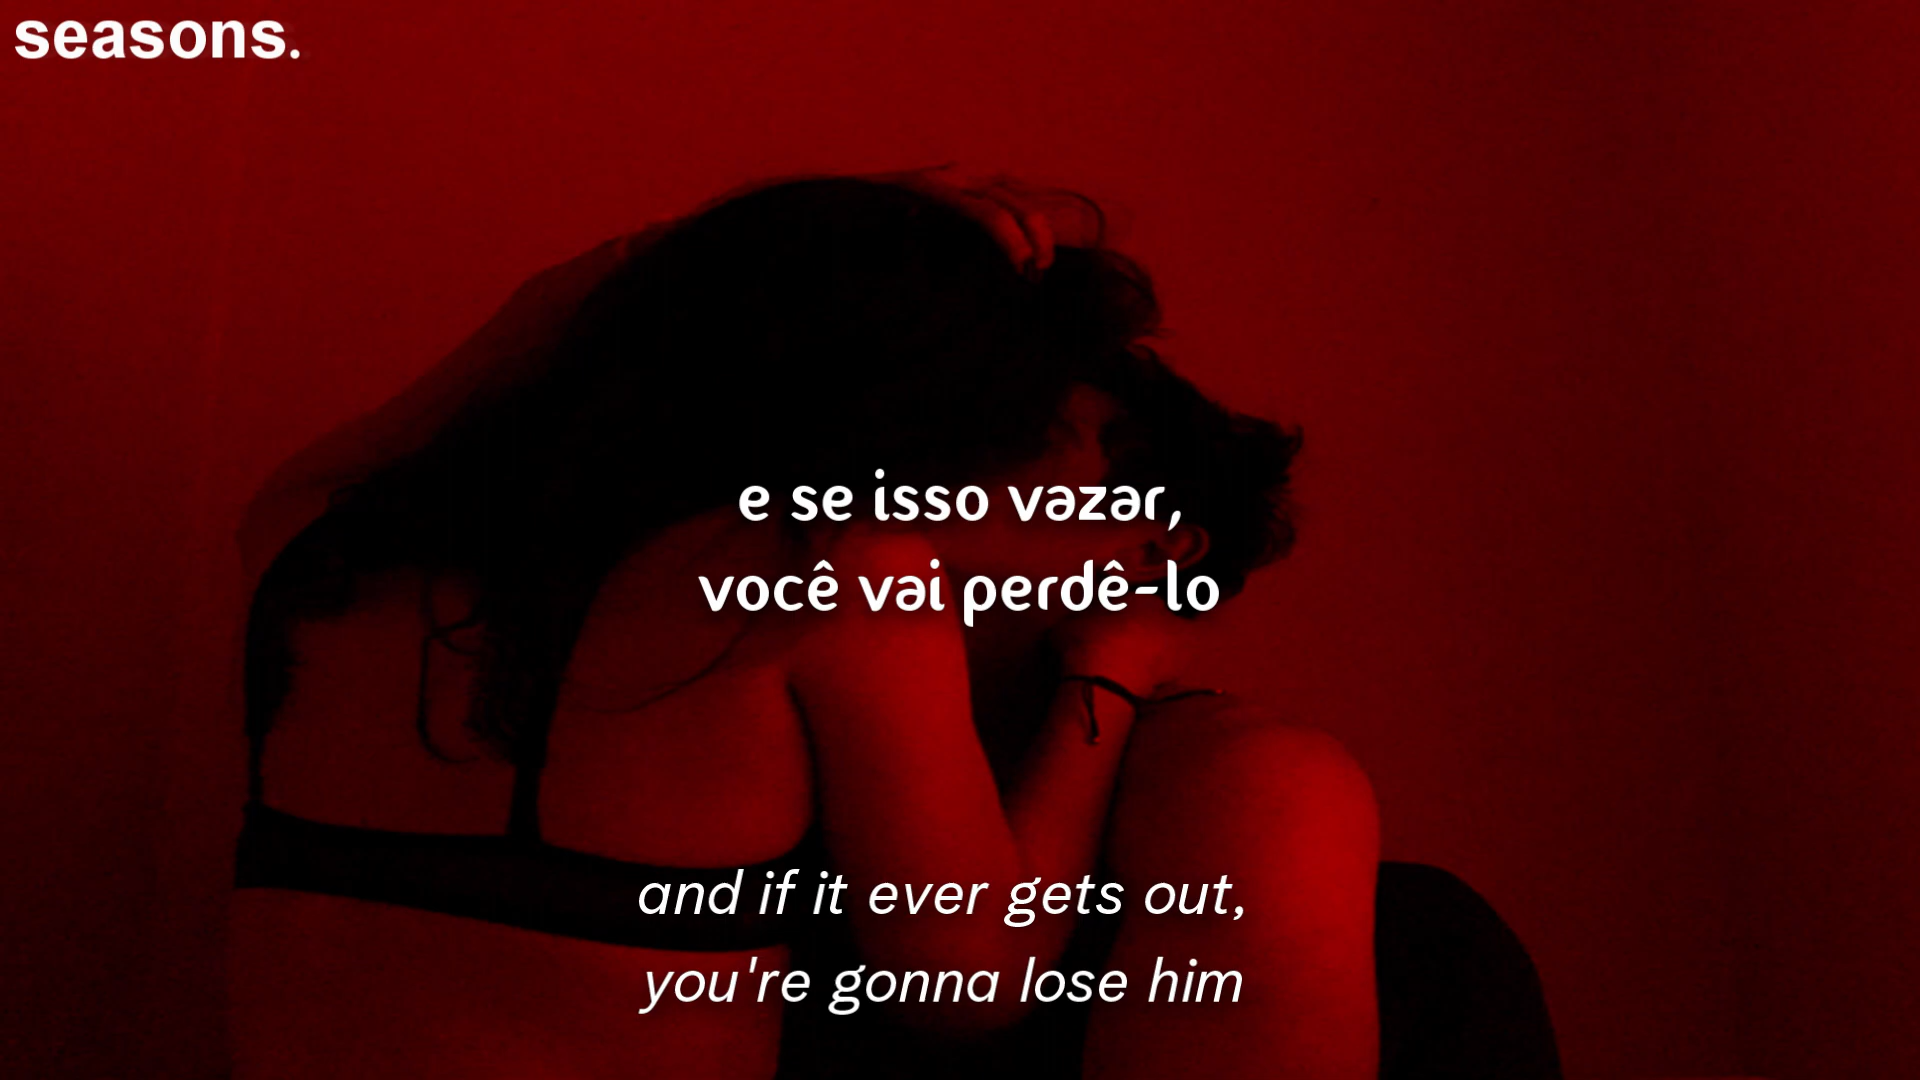 seasons.
e se isso vazar,
você vai perdê-lo
and if it ever gets out,
you're gonna lose him